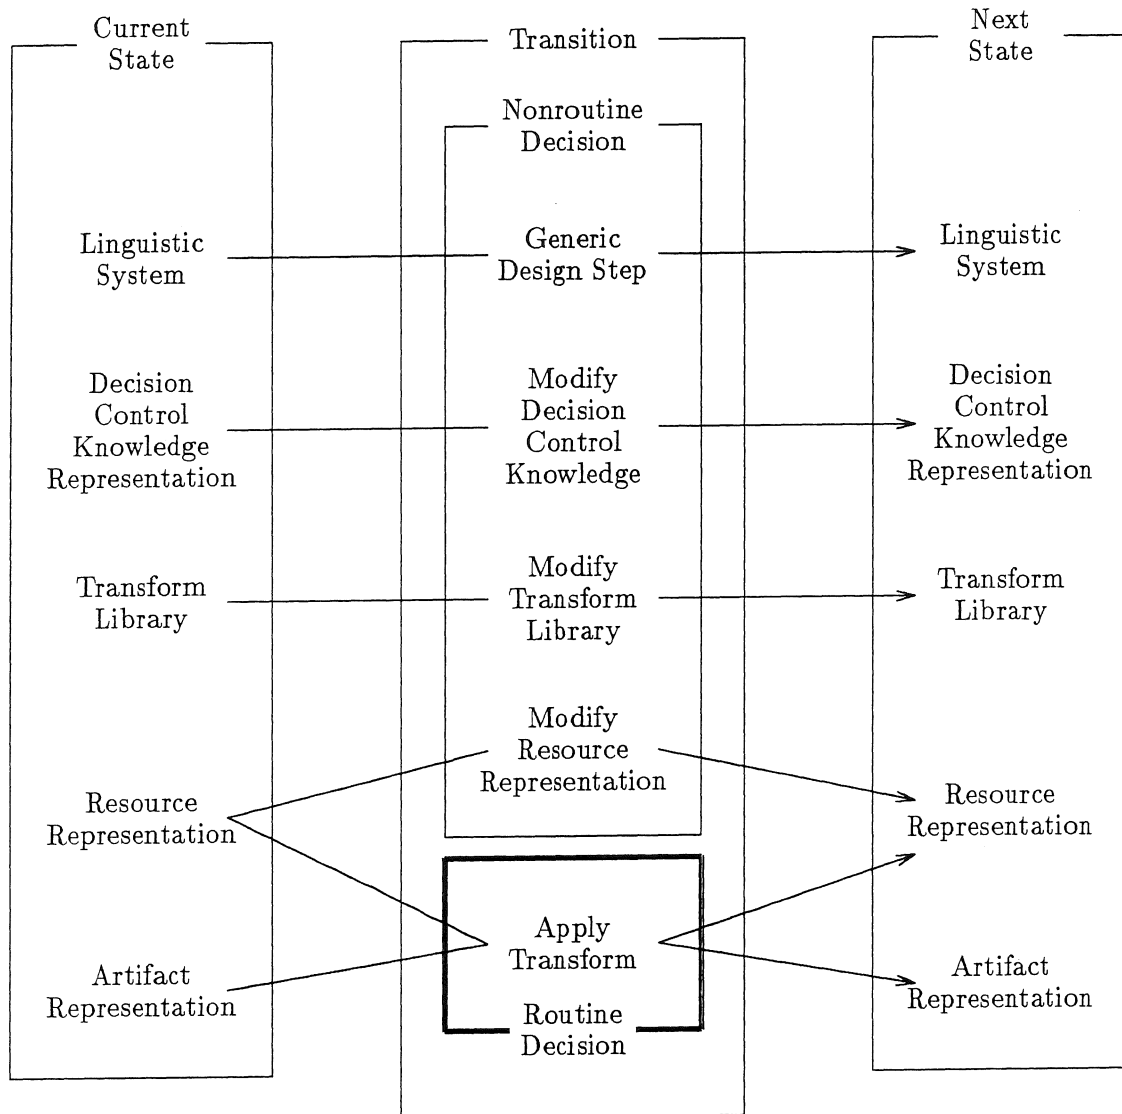 Current
State
Transition
Next
State
Nonroutine
Decision
Linguistic
System
Generic
Design Step
Linguistic
System
Decision
Control
Knowledge
Representation
Modify
Decision
Control
Knowledge
Decision
Control
Knowledge
Representation
Transform
Library
Modify
Transform
Library
Transform
Library
Modify
Resource
Representation
Resource
Representation
Resource
Representation
Apply
Transform
Artifact
Representation
Artifact
Representation
Routine
Decision